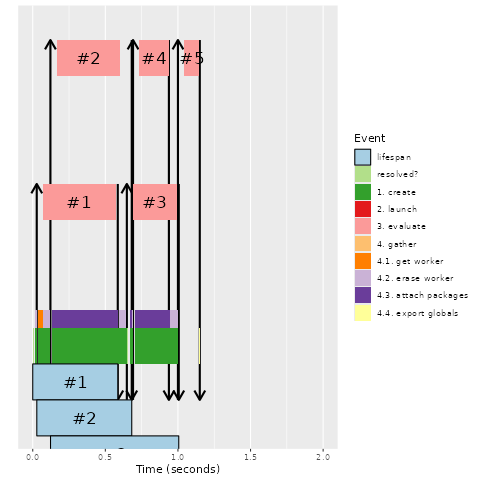 #2
#4
#5
#1
#3
#1
#2
0.0
0.5
1.0
1.5
2.0
Time (seconds)
Event
lifespan
resolved?
1. create
2. launch
3. evaluate
4. gather
4.1. get worker
4.2. erase worker
4.3. attach packages
4.4. export globals